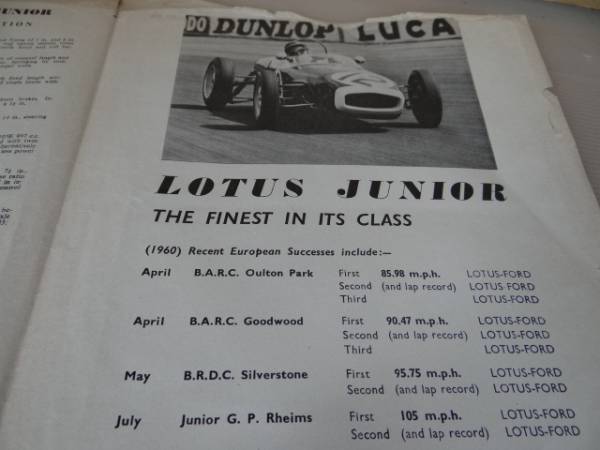 UNIOR
TION
DO DUNLOP LUCA
LOTUS JUNIOR
THE FINEST IN ITS CLASS
(1960) Recent European Successes include:—
April B.A.R.C. Oulton Park First 85.98 m.p.h. LOTUS-FORD
Second (and lap record) LOTUS FORD
Third LOTUS-FORD
April B.A.R.C. Goodwood First 90.47 m.p.h. LOTUS-FORD
Second (and lap record) LOTUS-FORD
Third LOTUS-FORD
May B.R.D.C. Silverstone First 95.75 m.p.h. LOTUS-FORD
Second (and lap record) LOTUS-FORD
July Junior G. P. Rheims First 105 m.p.h. LOTUS-FORD
Second (and lap record) LOTUS-FORD